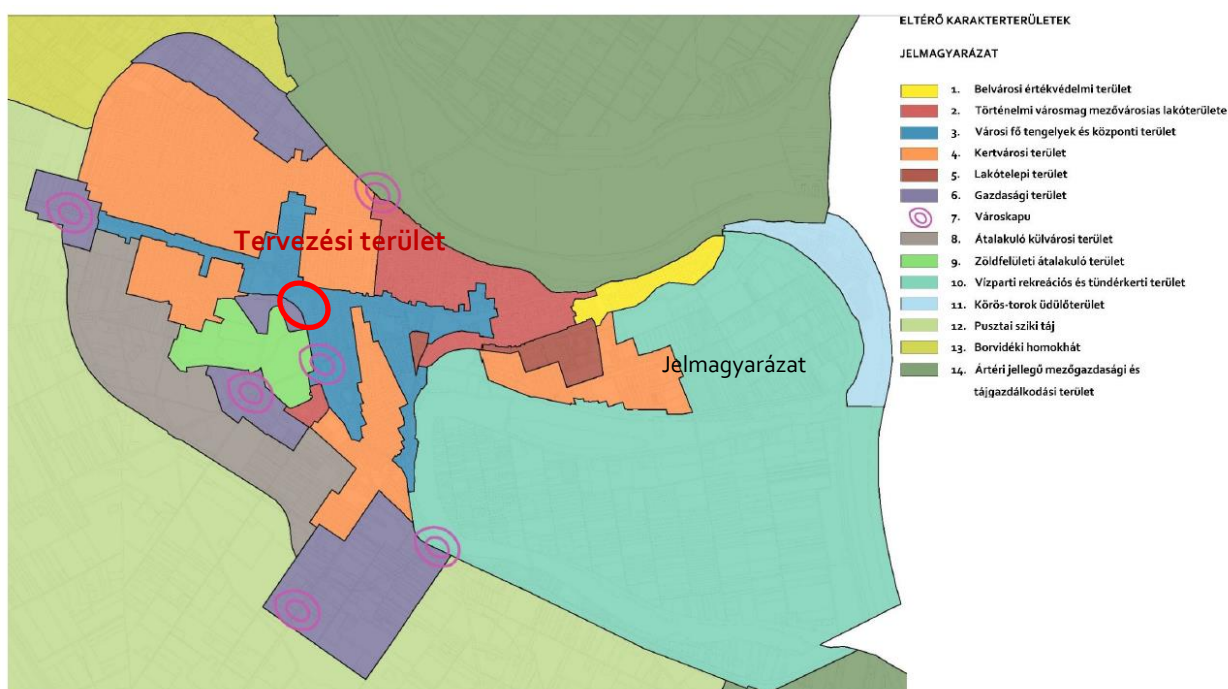 Tervezési terület
Jelmagyarázat
ELTÉRŐ KARAKTERTERÜLETEK
JELMAGYARÁZAT
1. Belvárosi értékvédelmi terület
2. Történelmi városmag mezővárosias lakóterülete
3. Városi fő tengelyek és központi terület
4. Kertvárosi terület
5. Lakótelepi terület
6. Gazdasági terület
7. Városkapu
8. Átalakuló külvárosi terület
9. Zöldfelületi átalakuló terület
10. Vízparti rekreációs és tündérkerti terület
11. Körös-torok üdülőterület
12. Pusztai sziki táj
13. Borvidéki homokhát
14. Ártéri jellegű mezőgazdasági és
tájgazdálkodási terület